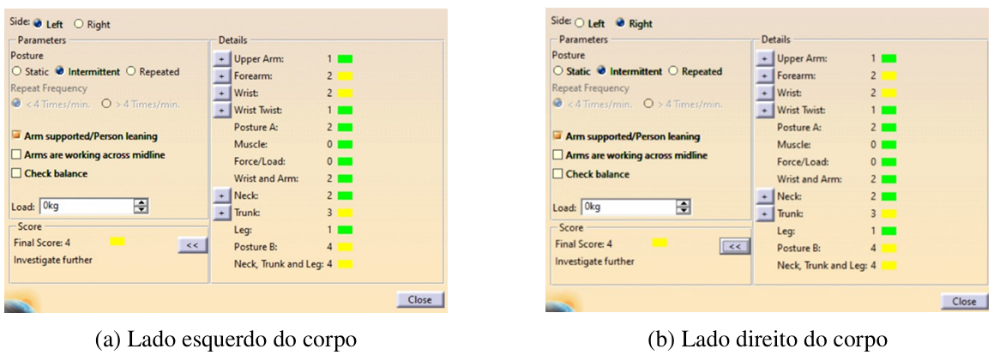 Side: Left Right
Parameters
Posture
Static Intermittent Repeated
Repeat Frequency
< 4 Times/min. > 4 Times/min.
Arm supported/Person leaning
Arms are working across midline
Check balance
Load: 0kg
Score
Final Score: 4
<<
Investigate further
Details
+ Upper Arm: 1
+ Forearm: 2
+ Wrist: 2
+ Wrist Twist: 1
Posture A: 2
Muscle: 0
Force/Load: 0
Wrist and Arm: 2
+ Neck: 2
+ Trunk: 3
Leg: 1
Posture B: 4
Neck, Trunk and Leg: 4
Close
(a) Lado esquerdo do corpo
Side: Left Right
Parameters
Posture
Static Intermittent Repeated
Repeat Frequency
< 4 Times/min. > 4 Times/min.
Arm supported/Person leaning
Arms are working across midline
Check balance
Load: 0kg
Score
Final Score: 4
<<
Investigate further
Details
+ Upper Arm: 1
+ Forearm: 2
+ Wrist: 2
+ Wrist Twist: 1
Posture A: 2
Muscle: 0
Force/Load: 0
Wrist and Arm: 2
+ Neck: 2
+ Trunk: 3
Leg: 1
Posture B: 4
Neck, Trunk and Leg: 4
Close
(b) Lado direito do corpo